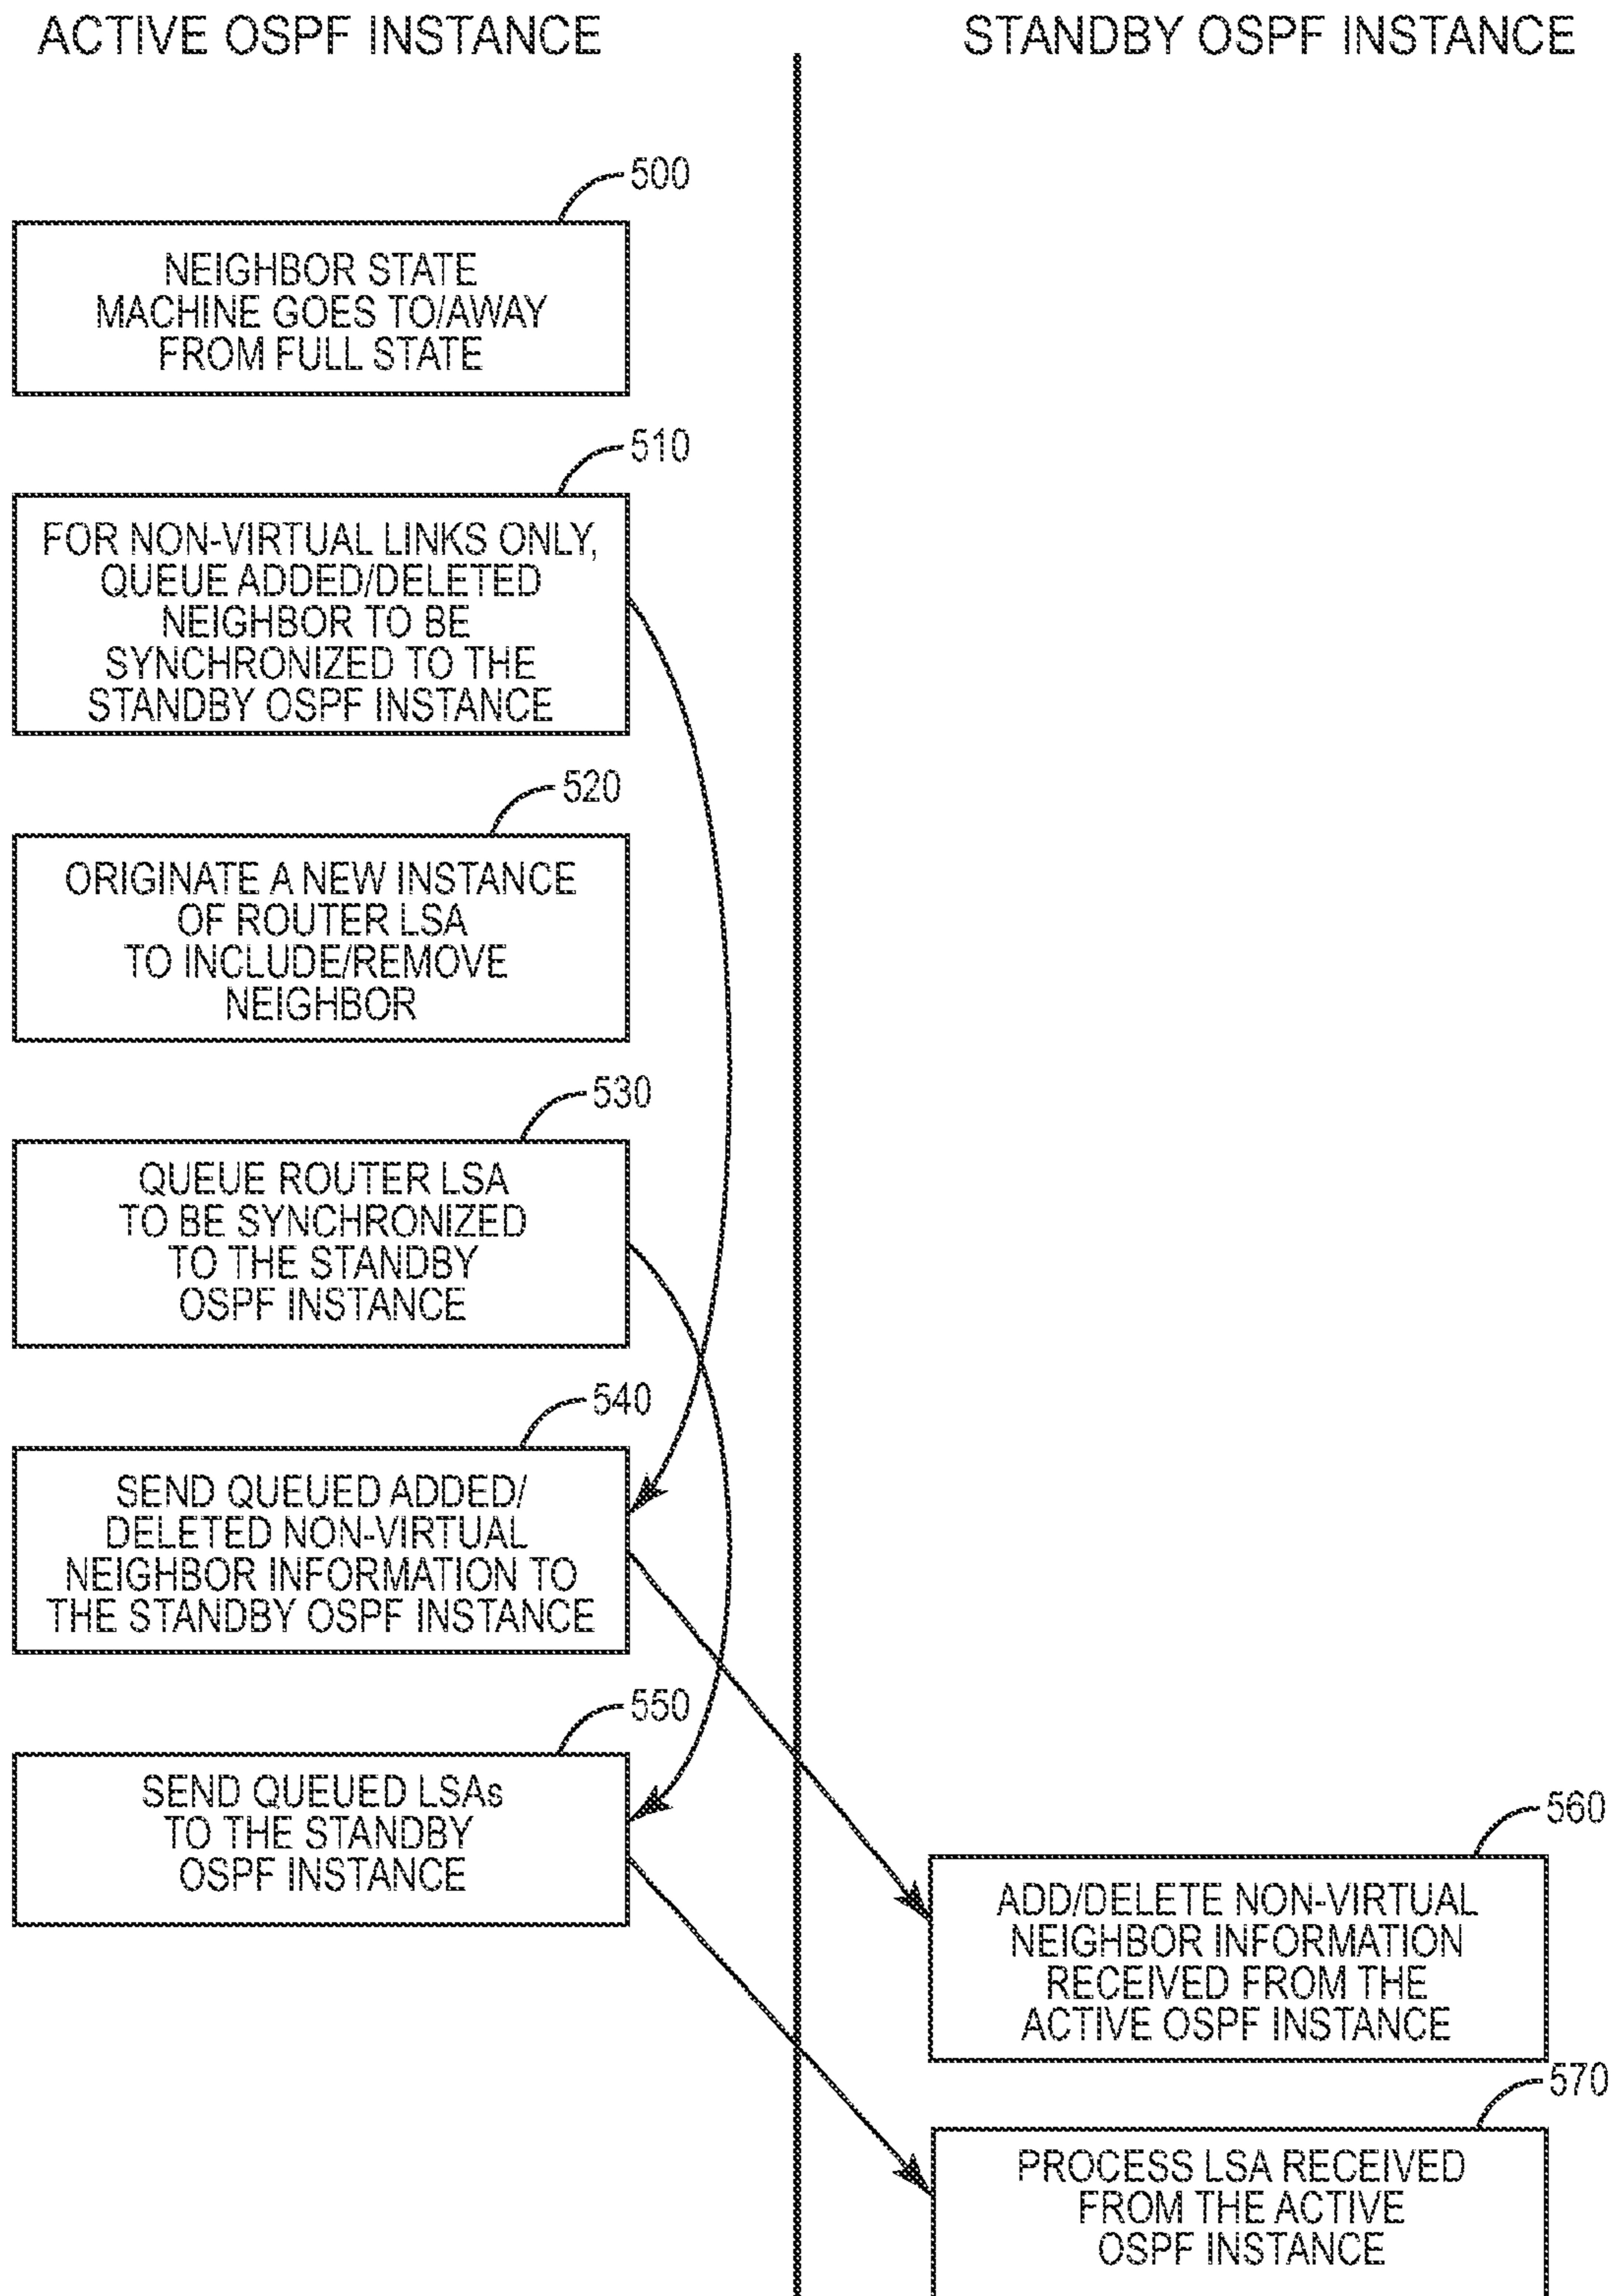 ACTIVE OSPF INSTANCE
STANDBY OSPF INSTANCE
500
NEIGHBOR STATE
MACHINE GOES TO/AWAY
FROM FULL STATE
510
FOR NON-VIRTUAL LINKS ONLY,
QUEUE ADDED/DELETED
NEIGHBOR TO BE
SYNCHRONIZED TO THE
STANDBY OSPF INSTANCE
520
ORIGINATE A NEW INSTANCE
OF ROUTER LSA
TO INCLUDE/REMOVE
NEIGHBOR
530
QUEUE ROUTER LSA
TO BE SYNCHRONIZED
TO THE STANDBY
OSPF INSTANCE
540
SEND QUEUED ADDED/
DELETED NON-VIRTUAL
NEIGHBOR INFORMATION TO
THE STANDBY OSPF INSTANCE
550
SEND QUEUED LSAs
TO THE STANDBY
OSPF INSTANCE
560
ADD/DELETE NON-VIRTUAL
NEIGHBOR INFORMATION
RECEIVED FROM THE
ACTIVE OSPF INSTANCE
570
PROCESS LSA RECEIVED
FROM THE ACTIVE
OSPF INSTANCE